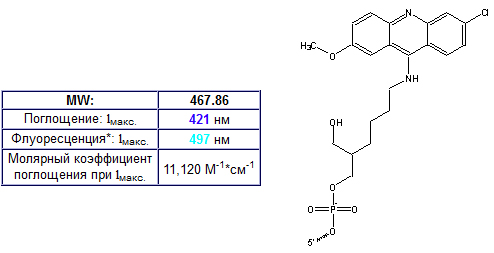 MW: 467.86
Поглощение: lмакс. 421 нм
Флуоресценция*: lмакс. 497 нм
Молярный коэффициент
поглощения при lмакс. 11,120 M-1*см-1
N
Cl
H3C
O
NH
OH
O
O P O
O
5'